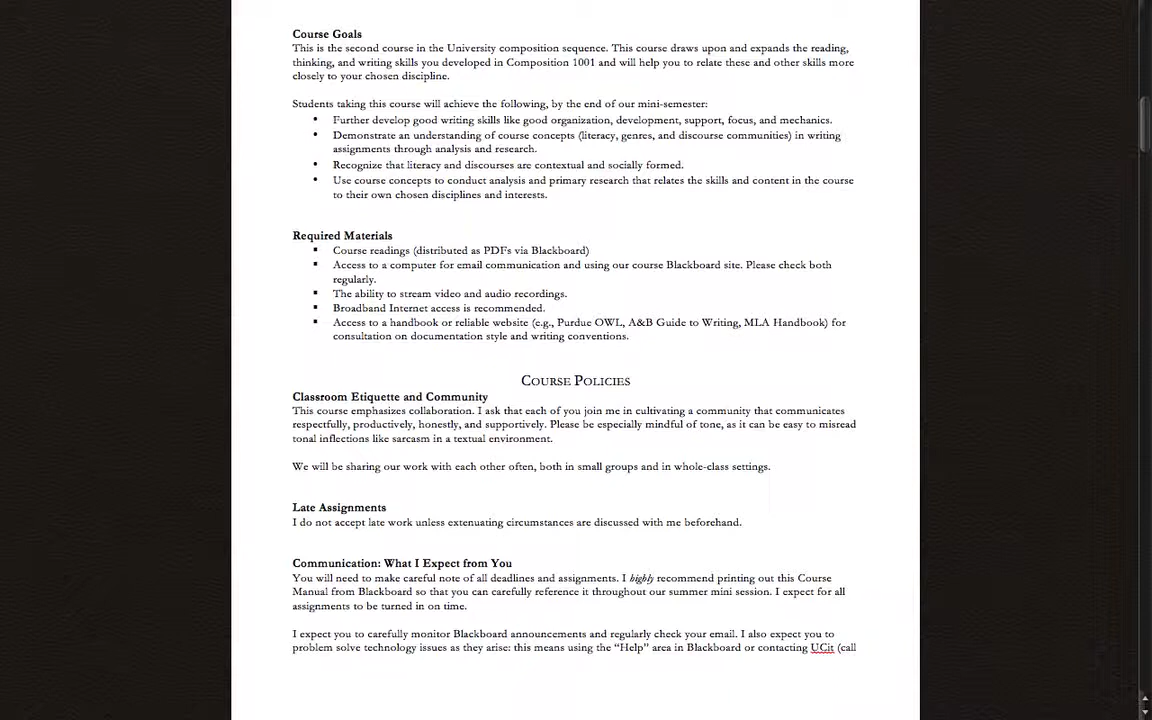 Course Goals
This is the second course in the University composition sequence. This course draws upon and expands the reading,
thinking, and writing skills you developed in Composition 1001 and will help you to relate these and other skills more
closely to your chosen discipline.
Students taking this course will achieve the following, by the end of our mini-semester:
• Further develop good writing skills like good organization, development, support, focus, and mechanics.
• Demonstrate an understanding of course concepts (literacy, genres, and discourse communities) in writing
assignments through analysis and research.
• Recognize that literacy and discourses are contextual and socially formed.
• Use course concepts to conduct analysis and primary research that relates the skills and content in the course
to their own chosen disciplines and interests.
Required Materials
▪ Course readings (distributed as PDFs via Blackboard)
▪ Access to a computer for email communication and using our course Blackboard site. Please check both
regularly.
▪ The ability to stream video and audio recordings.
▪ Broadband Internet access is recommended.
▪ Access to a handbook or reliable website (e.g., Purdue OWL, A&B Guide to Writing, MLA Handbook) for
consultation on documentation style and writing conventions.
COURSE POLICIES
Classroom Etiquette and Community
This course emphasizes collaboration. I ask that each of you join me in cultivating a community that communicates
respectfully, productively, honestly, and supportively. Please be especially mindful of tone, as it can be easy to misread
tonal inflections like sarcasm in a textual environment.
We will be sharing our work with each other often, both in small groups and in whole-class settings.
Late Assignments
I do not accept late work unless extenuating circumstances are discussed with me beforehand.
Communication: What I Expect from You
You will need to make careful note of all deadlines and assignments. I highly recommend printing out this Course
Manual from Blackboard so that you can carefully reference it throughout our summer mini session. I expect for all
assignments to be turned in on time.
I expect you to carefully monitor Blackboard announcements and regularly check your email. I also expect you to
problem solve technology issues as they arise: this means using the “Help” area in Blackboard or contacting UCit (call